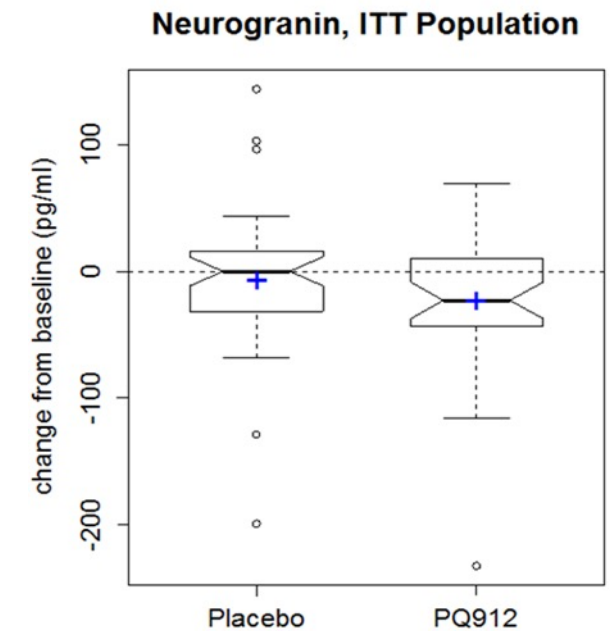 Neurogranin, ITT Population
change from baseline (pg/ml)
100
0
-100
-200
Placebo
PQ912